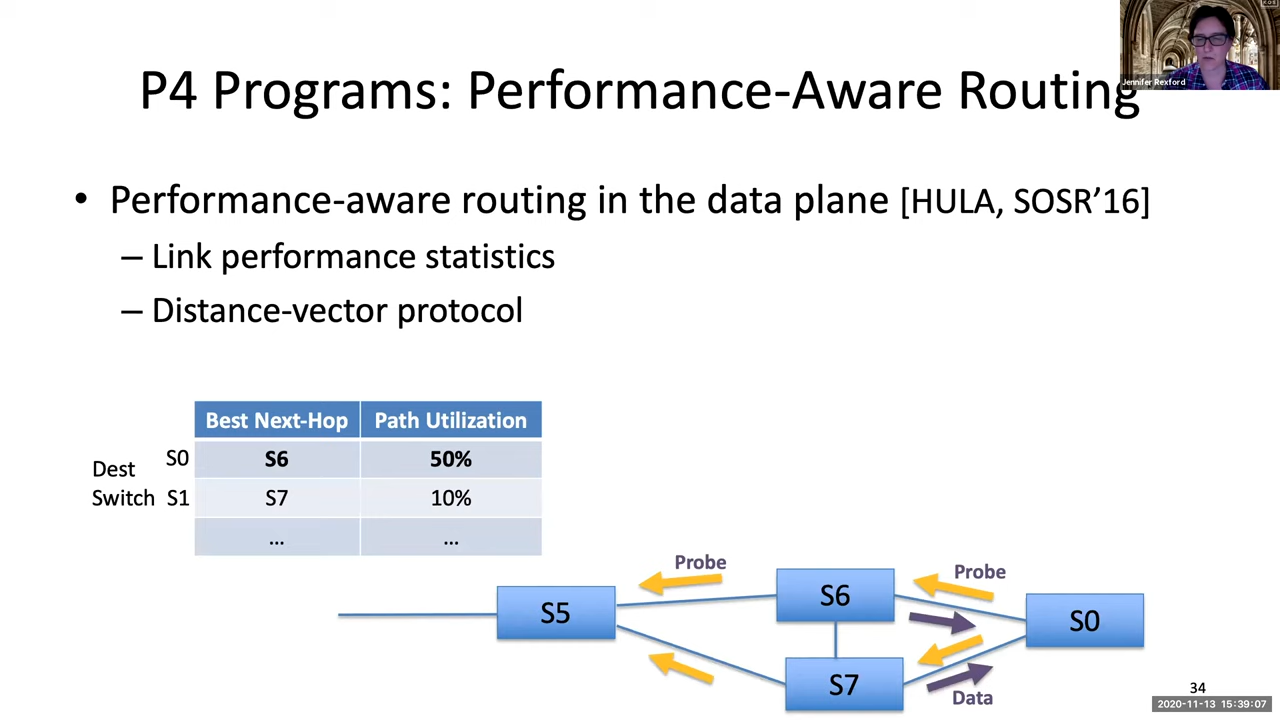 Jennifer Rexford
P4 Programs: Performance-Aware Routing
• Performance-aware routing in the data plane [HULA, SOSR’16]
– Link performance statistics
– Distance-vector protocol
Best Next-Hop Path Utilization
Dest
Switch
S0 S6 50%
S1 S7 10%
... ...
Probe
Probe
S5
S6
S0
S7
Data
34
2020-11-13 15:39:07